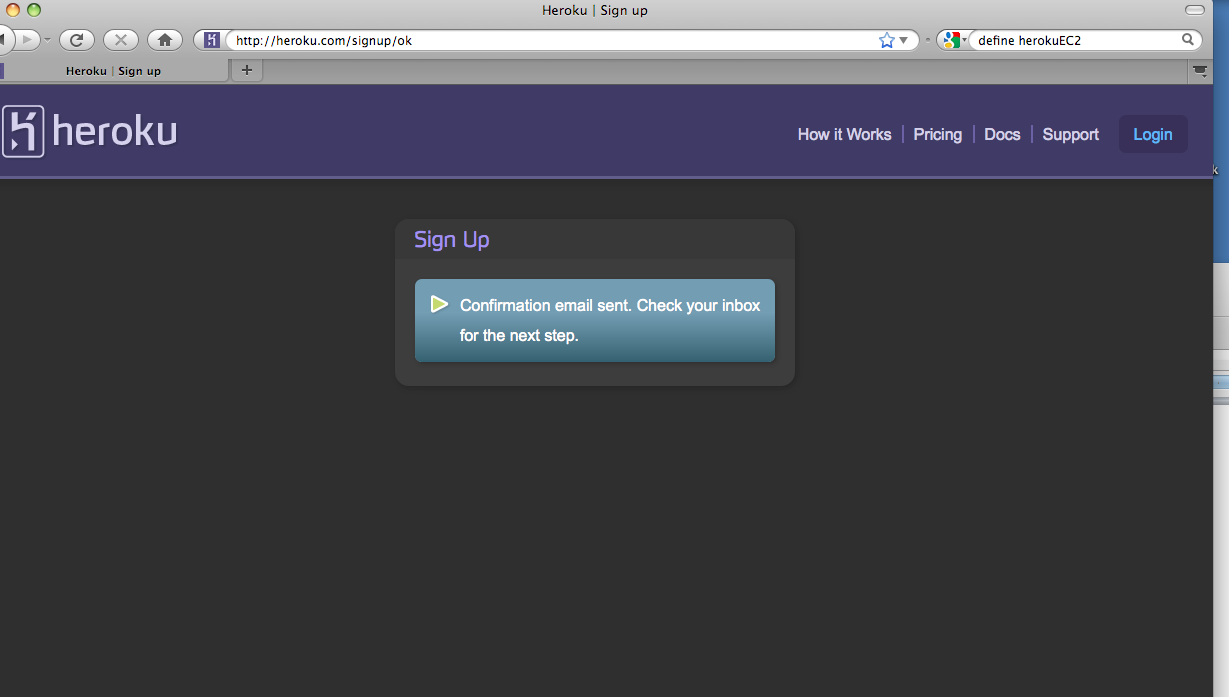 Heroku | Sign up
http://heroku.com/signup/ok
define herokuEC2
Heroku | Sign up
heroku
How it Works
Pricing
Docs
Support
Login
k
Sign Up
Confirmation email sent. Check your inbox
for the next step.